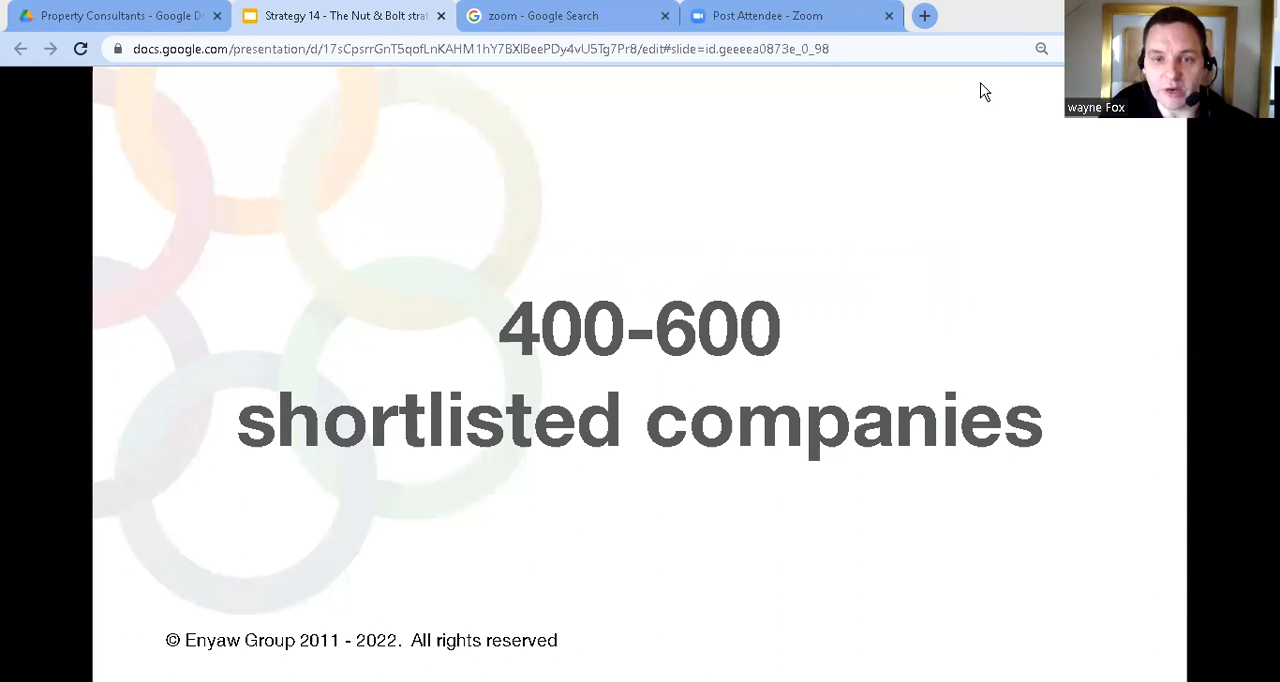 Property Consultants - Google D
Strategy 14 - The Nut & Bolt strat
zoom - Google Search
Post Attendee - Zoom
docs.google.com/presentation/d/17sCpsrrGnT5qofLnKAHM1hY7BXlBeePDy4vU5Tg7Pr8/edit#slide=id.geeeea0873e_0_98
wayne Fox
400-600
shortlisted companies
© Enyaw Group 2011 - 2022. All rights reserved